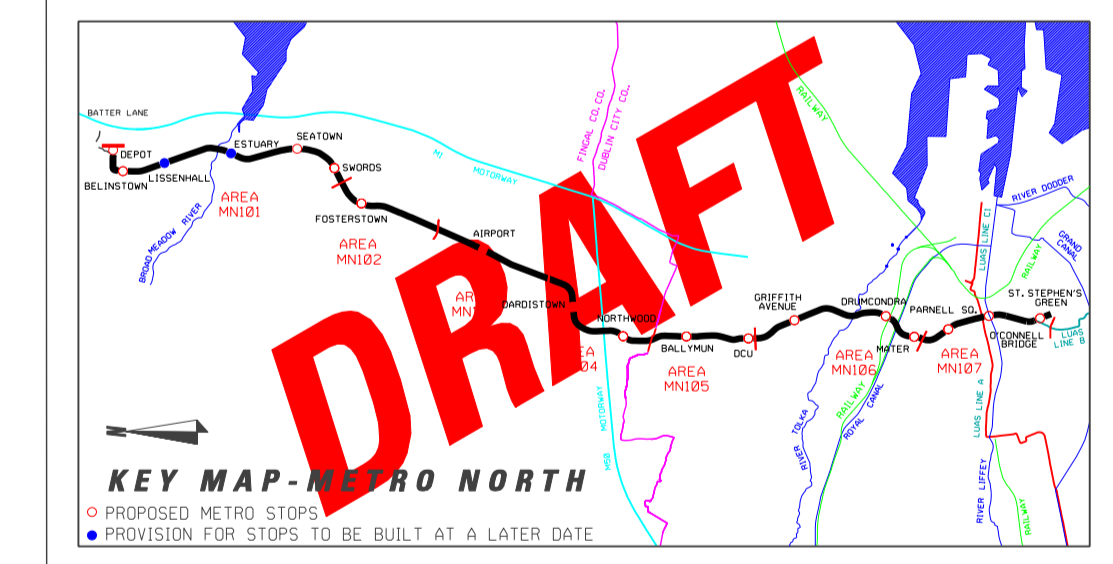 BATTER LANE
DEPOT
BELINSTOWN
LISSENHALL
ESTUARY
SEATOWN
SWORDS
FOSTERSTOWN
AREA
MN101
BROADMEADOW RIVER
AREA
MN102
M1
MOTORWAY
FINGAL CO. CO.
DUBLIN CITY CO.
AIRPORT
DARDISTOWN
NORTHWOOD
BALLYMUN
DCU
AREA
MN105
MOTORWAY
M50
GRIFFITH
AVENUE
DRUMCONDRA
MATER
AREA
MN106
PARNELL SQ.
AREA
MN107
O'CONNELL
BRIDGE
ST. STEPHEN'S
GREEN
LUAS
LINE B
LUAS LINE C1
LUAS LINE A
RIVER DODDER
GRAND
CANAL
RAILWAY
RAILWAY
RAILWAY
RAILWAY
ROYAL CANAL
RIVER TOLKA
RIVER LIFFEY
DRAFT
KEY MAP-METRO NORTH
PROPOSED METRO STOPS
PROVISION FOR STOPS TO BE BUILT AT A LATER DATE